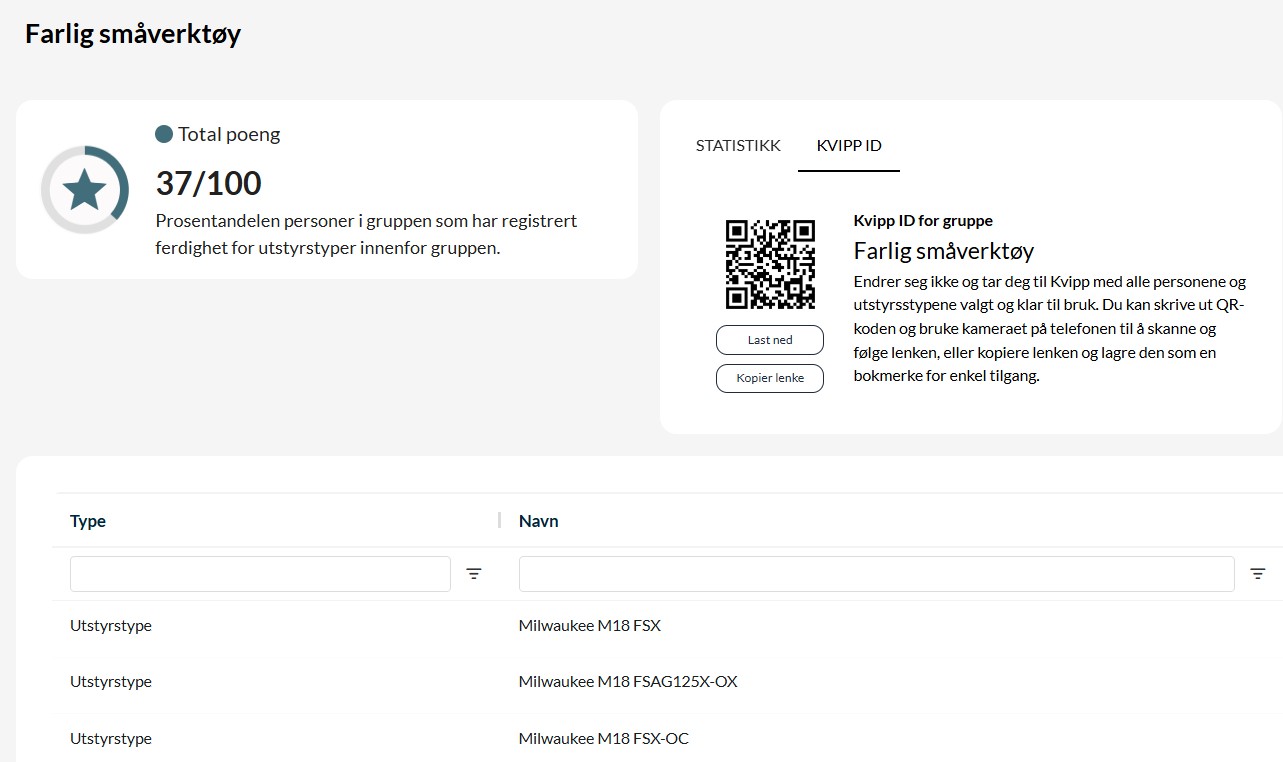 Farlig småverktøy
Total poeng
37/100
Prosentandelen personer i gruppen som har registrert
ferdighet for utstyrstyper innenfor gruppen.
STATISTIKK
KVIPP ID
Kvipp ID for gruppe
Farlig småverktøy
Endrer seg ikke og tar deg til Kvipp med alle personene og
utstyrsstypene valgt og klar til bruk. Du kan skrive ut QR-
koden og bruke kameraet på telefonen til å skanne og
følge lenken, eller kopiere lenken og lagre den som en
bokmerke for enkel tilgang.
Last ned
Kopier lenke
Type
Navn
Utstyrstype
Milwaukee M18 FSX
Utstyrstype
Milwaukee M18 FSAG125X-OX
Utstyrstype
Milwaukee M18 FSX-OC